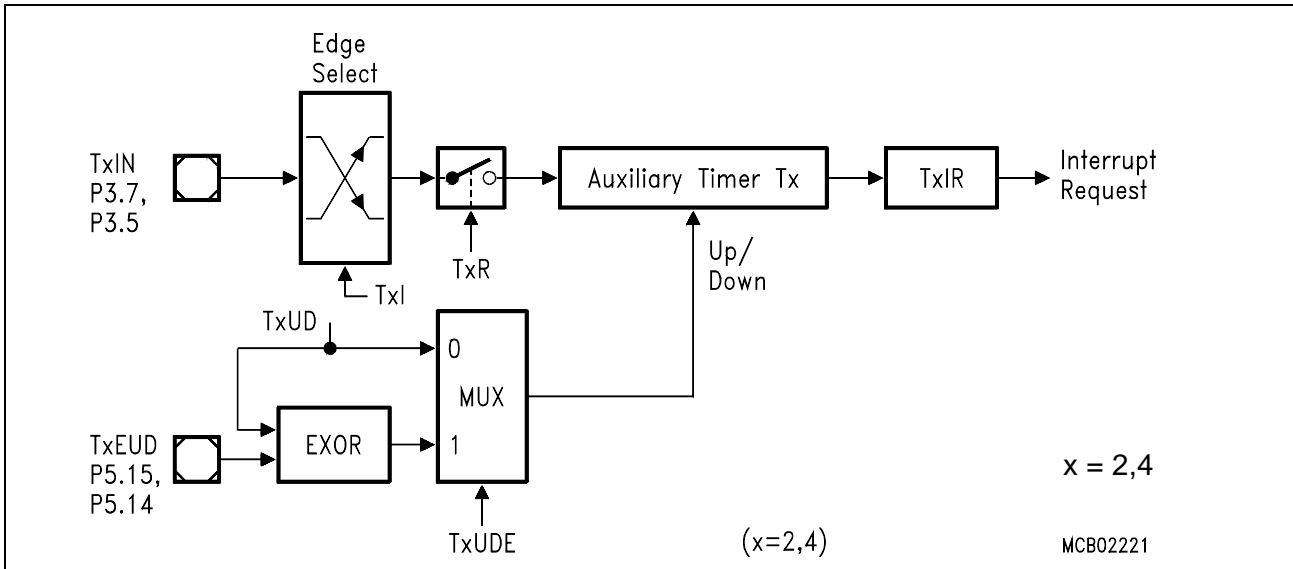 Edge
Select
TxIN
P3.7,
P3.5
Auxiliary Timer Tx
TxIR
Interrupt
Request
TxR
Up/
Down
TxI
TxUD
0
MUX
1
EXOR
TxEUD
P5.15,
P5.14
x = 2,4
TxUDE
(x=2,4)
MCB02221